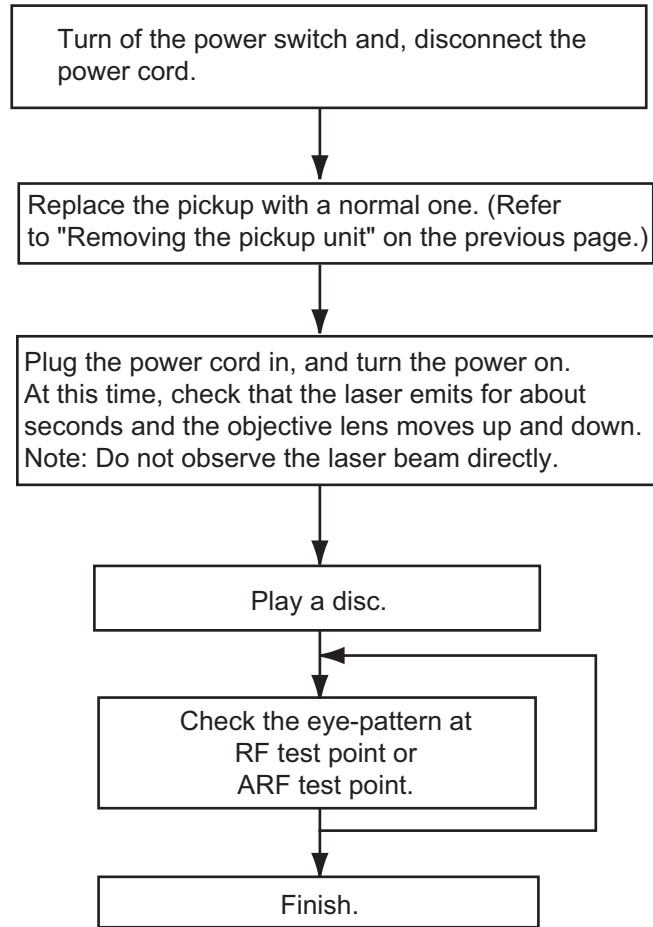 Turn of the power switch and, disconnect the
power cord.
Replace the pickup with a normal one. (Refer
to "Removing the pickup unit" on the previous page.)
Plug the power cord in, and turn the power on.
At this time, check that the laser emits for about
seconds and the objective lens moves up and down.
Note: Do not observe the laser beam directly.
Play a disc.
Check the eye-pattern at
RF test point or
ARF test point.
Finish.